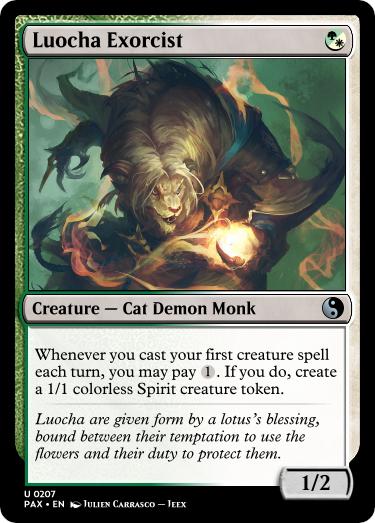 Luocha Exorcist
Creature — Cat Demon Monk
Whenever you cast your first creature spell
each turn, you may pay 1. If you do, create
a 1/1 colorless Spirit creature token.
Luocha are given form by a lotus's blessing,
bound between their temptation to use the
flowers and their duty to protect them.
1/2
U 0207
PAX • EN Julien Carrasco — Jeex